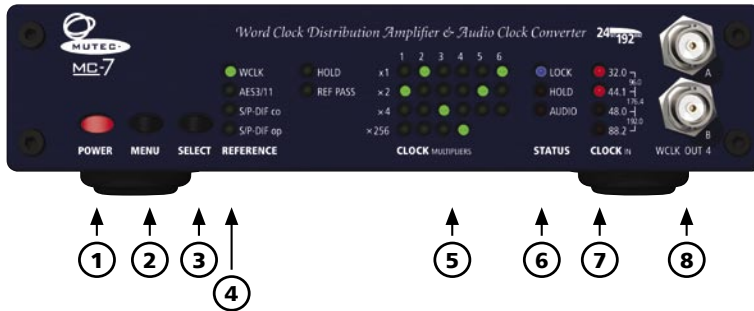 Word Clock Distribution Amplifier & Audio Clock Converter
24 192
MUTEC
MC-7
1 2 3 4 5 6
WCLK HOLD x1
AES3/11 REF PASS x2
S/P-DIF co x4
S/P-DIF op x256
LOCK 32.0
HOLD 44.1
AUDIO 48.0
88.2
96.0
176.4
192.0
A
B
POWER MENU SELECT REFERENCE CLOCK MULTIPLIERS STATUS CLOCK IN WCLK OUT 4
1 2 3 4 5 6 7 8